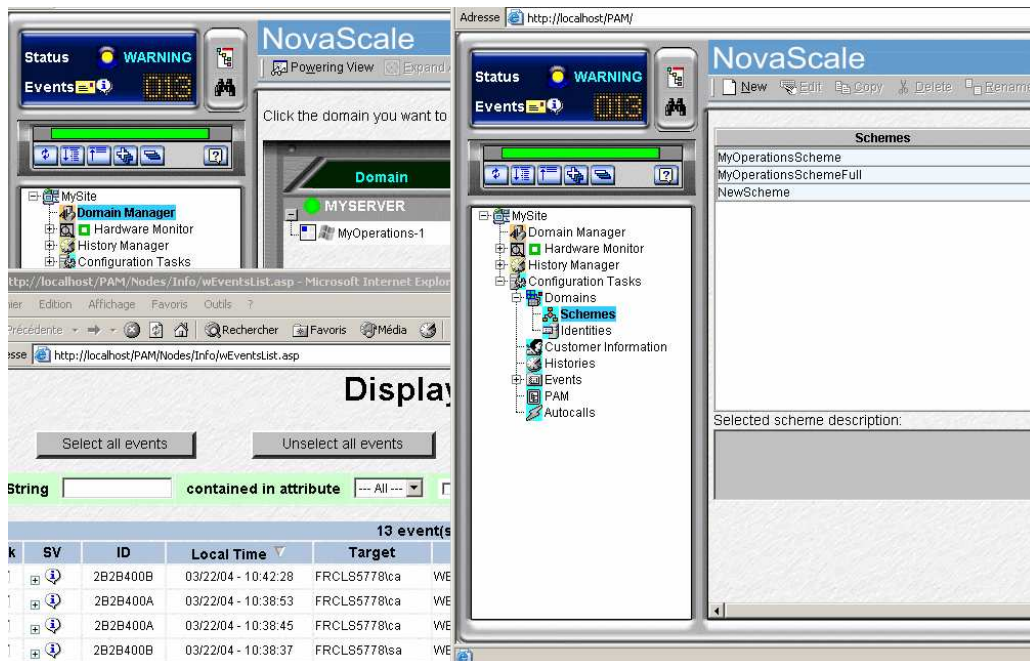 Status WARNING
Events 013
NovaScale
Powering View Expand
Click the domain you want to
Domain
MYSERVER
MyOperations-1
MySite
Domain Manager
Hardware Monitor
History Manager
Configuration Tasks
ttp://localhost/PAM/Nodes/Info/wEventsList.asp - Microsoft Internet Explor
hier Edition Affichage Favoris Outils ?
Précédente Rechercher Favoris Média
esse http://localhost/PAM/Nodes/Info/wEventsList.asp
Display
Select all events Unselect all events
String contained in attribute --- All ---
13 event(s
k SV ID Local Time Target
2B2B400B 03/22/04 - 10:42:28 FRCLS5778\ca WE
2B2B400A 03/22/04 - 10:38:53 FRCLS5778\ca WE
2B2B400A 03/22/04 - 10:38:45 FRCLS5778\ca WE
2B2B400B 03/22/04 - 10:38:37 FRCLS5778\sa WE
Adresse http://localhost/PAM/
Status WARNING
Events 013
NovaScale
New Edit Copy Delete Rename
MySite
Domain Manager
Hardware Monitor
History Manager
Configuration Tasks
Domains
Schemes
Identities
Customer Information
Histories
Events
PAM
Autocalls
Schemes
MyOperationsScheme
MyOperationsSchemeFull
NewScheme
Selected scheme description: